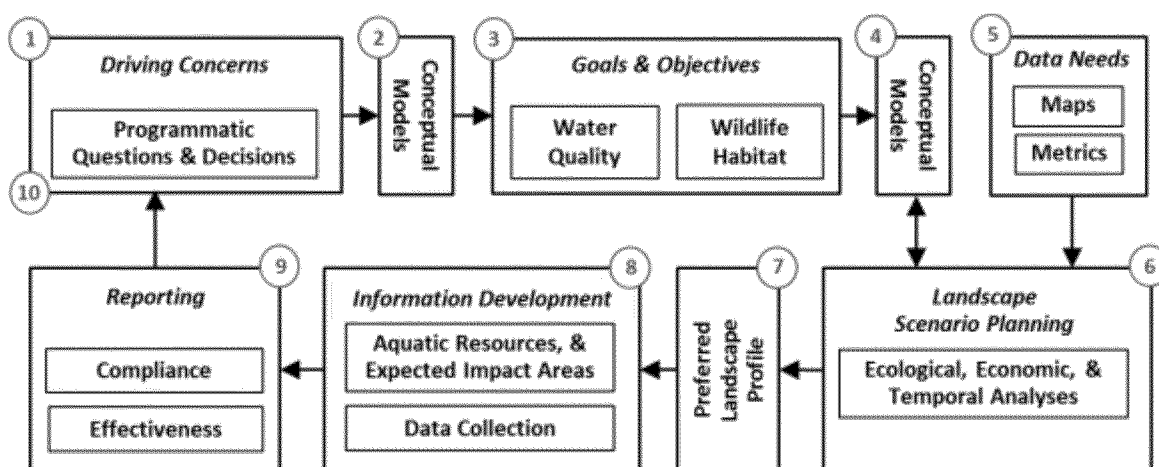 1
Driving Concerns
Programmatic
Questions & Decisions
10
2
Conceptual
Models
3
Goals & Objectives
Water
Quality
Wildlife
Habitat
4
Conceptual
Models
5
Data Needs
Maps
Metrics
6
Landscape
Scenario Planning
Ecological, Economic, &
Temporal Analyses
7
Preferred
Landscape
Profile
8
Information Development
Aquatic Resources, &
Expected Impact Areas
Data Collection
9
Reporting
Compliance
Effectiveness